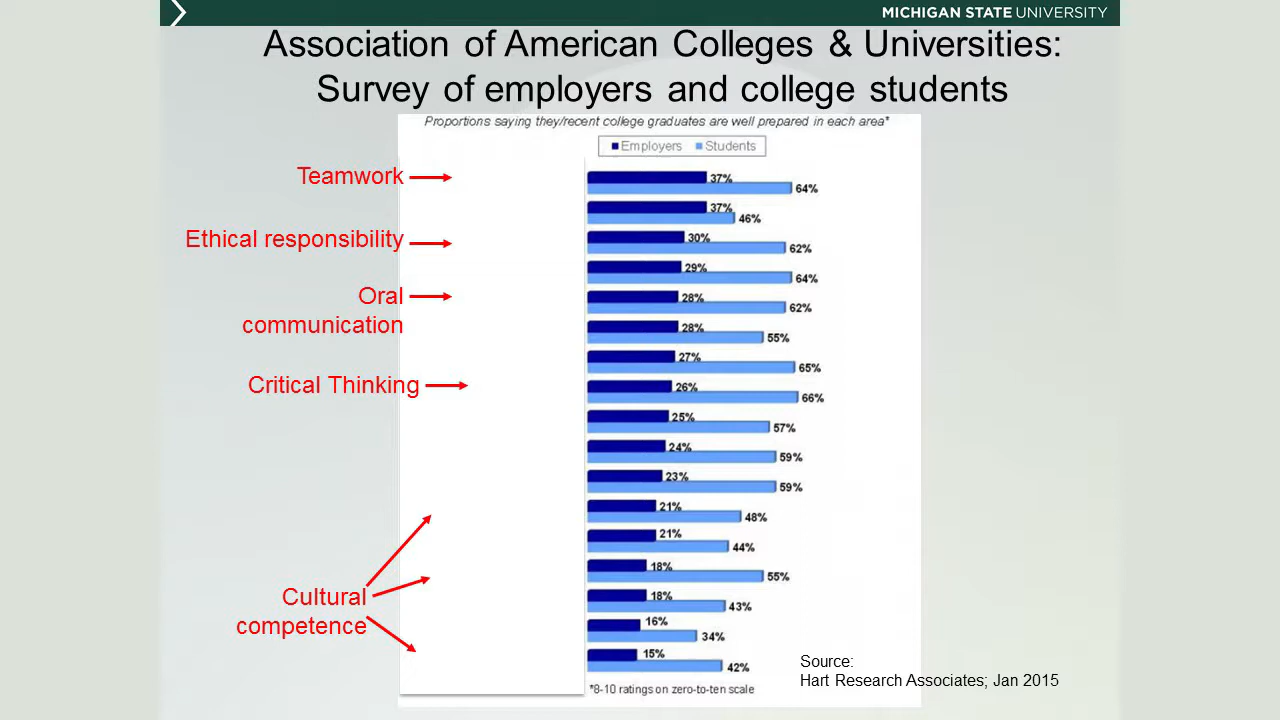 MICHIGAN STATE UNIVERSITY
Association of American Colleges & Universities:
Survey of employers and college students
Proportions saying they/recent college graduates are well prepared in each area*
Employers Students
Teamwork
37%
64%
37%
46%
Ethical responsibility
30%
62%
29%
64%
Oral
communication
28%
62%
28%
55%
27%
65%
Critical Thinking
26%
66%
25%
57%
24%
59%
23%
59%
21%
48%
21%
44%
18%
55%
Cultural
competence
18%
43%
16%
34%
15%
42%
Source:
Hart Research Associates; Jan 2015
*8-10 ratings on zero-to-ten scale